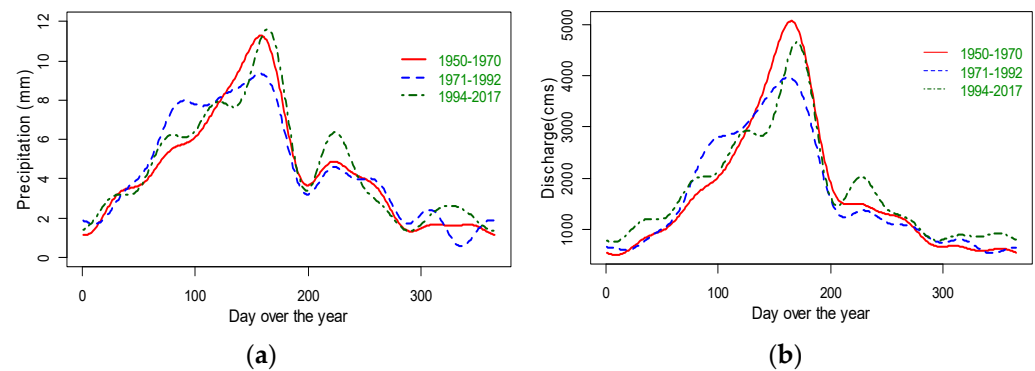 Precipitation (mm)
12
10
8
6
4
2
0
0 100 200 300
Day over the year
1950-1970
1971-1992
1994-2017
(a)
Discharge(cms)
5000
4000
3000
2000
1000
0 100 200 300
Day over the year
1950-1970
1971-1992
1994-2017
(b)